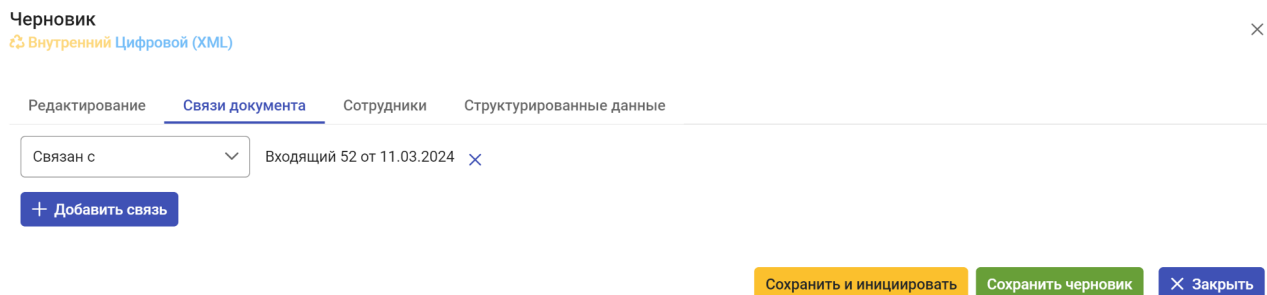 Черновик
Внутренний Цифровой (XML)
Редактирование Связи документа Сотрудники Структурированные данные
Связан с Входящий 52 от 11.03.2024
Добавить связь
Сохранить и инициировать Сохранить черновик Закрыть